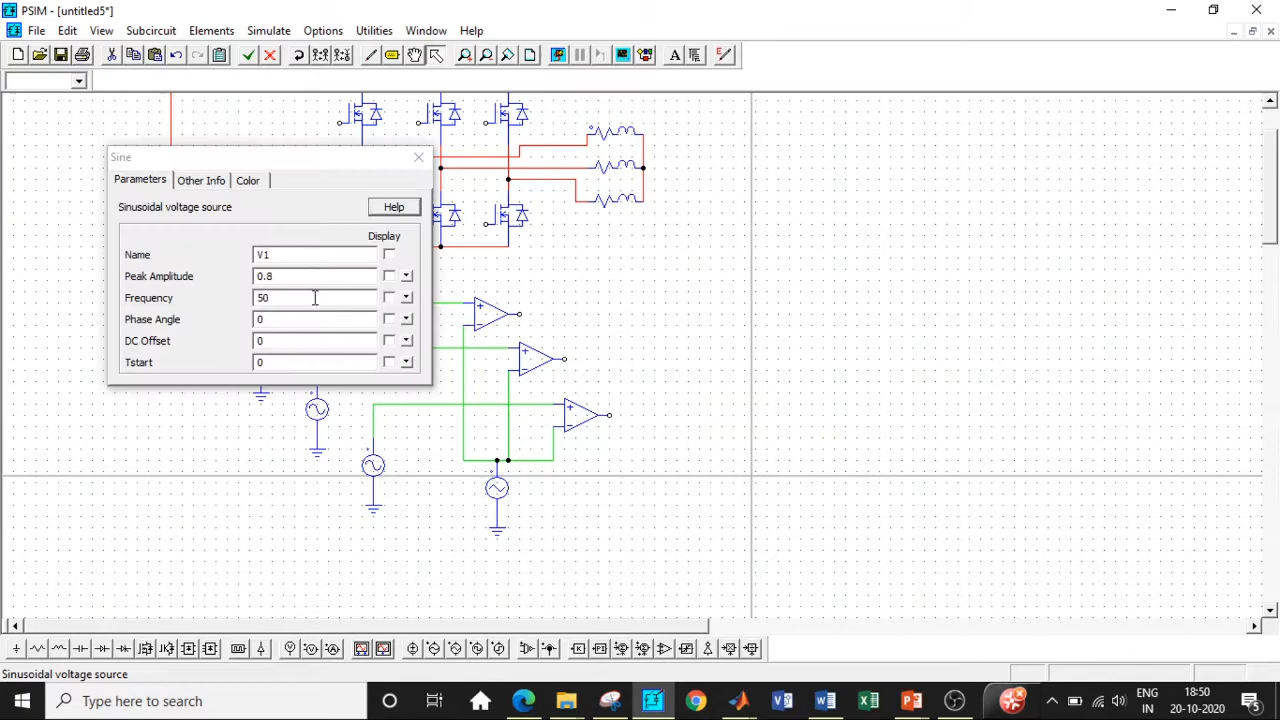 PSIM - [untitled5*]
File Edit View Subcircuit Elements Simulate Options Utilities Window Help
A
Sine
Parameters Other Info Color
Sinusoidal voltage source Help
Display
Name V1
Peak Amplitude 0.8
Frequency 50
Phase Angle 0
DC Offset 0
Tstart 0
K PI
Sinusoidal voltage source
Type here to search
ENG
IN
18:50
20-10-2020
5